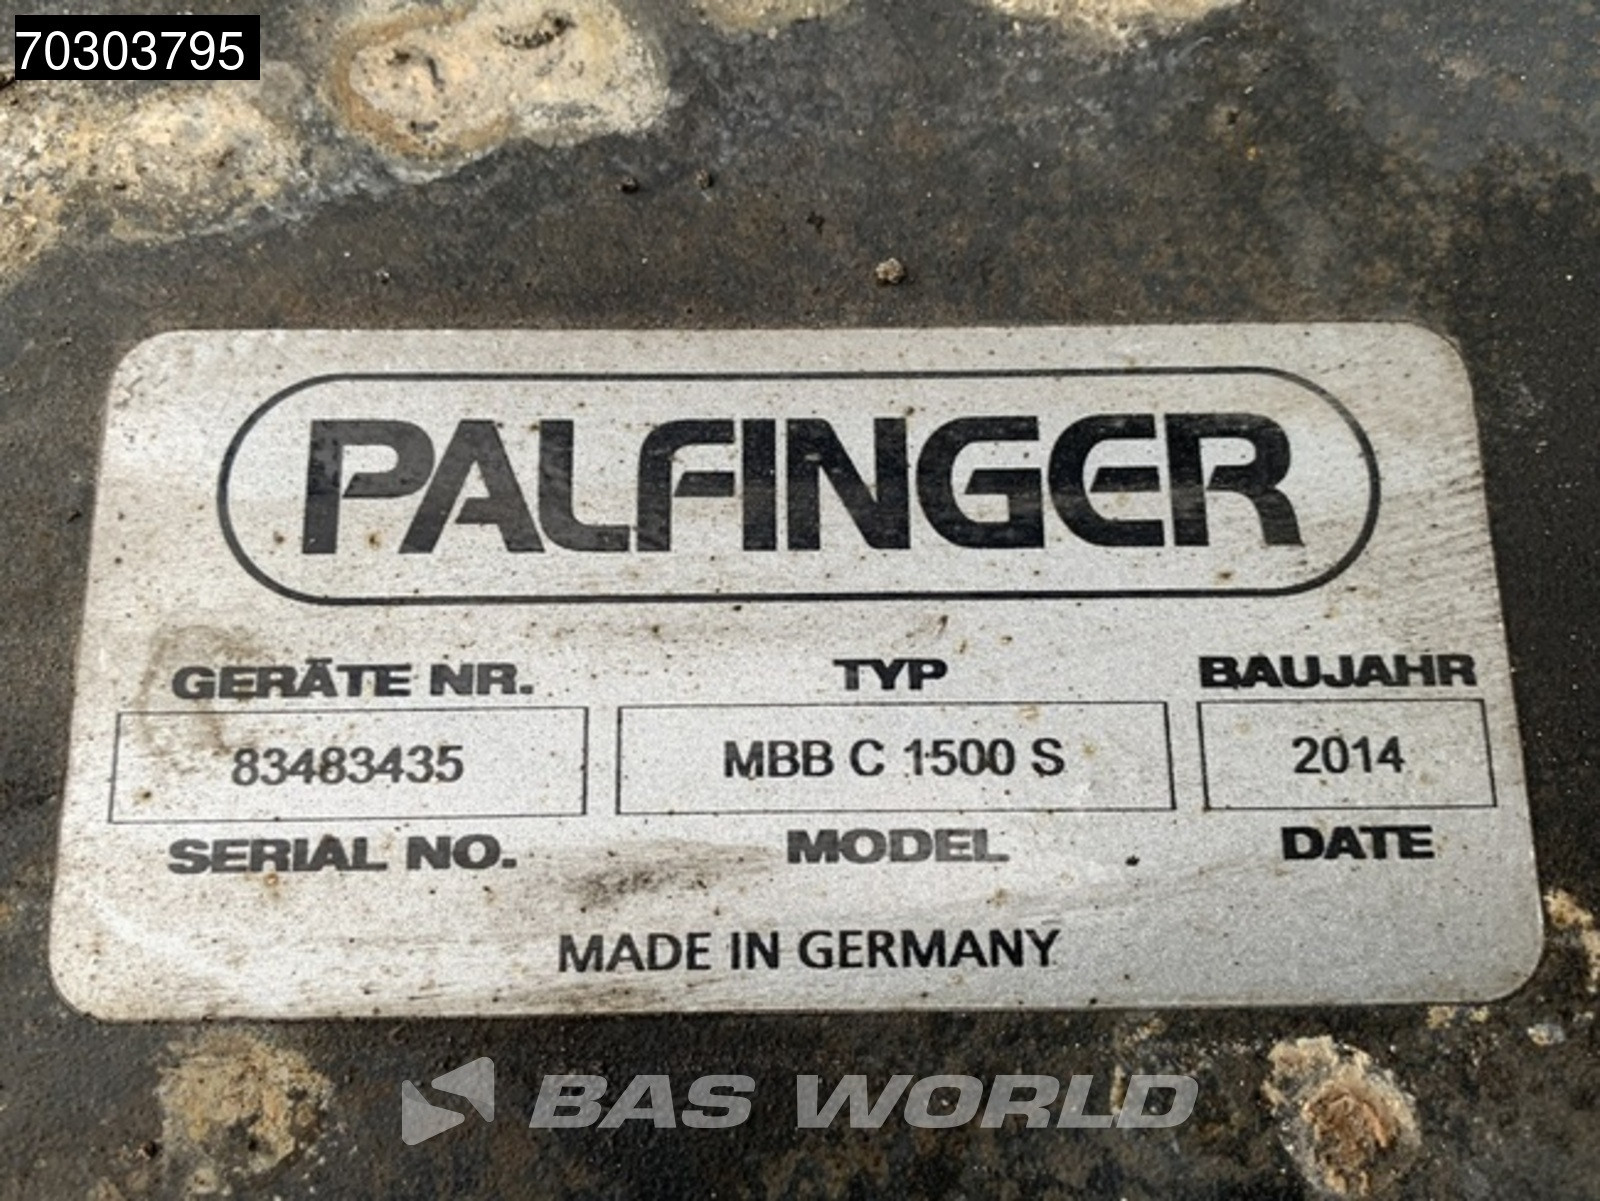 70303795
PALFINGER
GERÄTE NR. TYP BAUJAHR
83483435 MBB C 1500 S 2014
SERIAL NO. MODEL DATE
MADE IN GERMANY
BAS WORLD